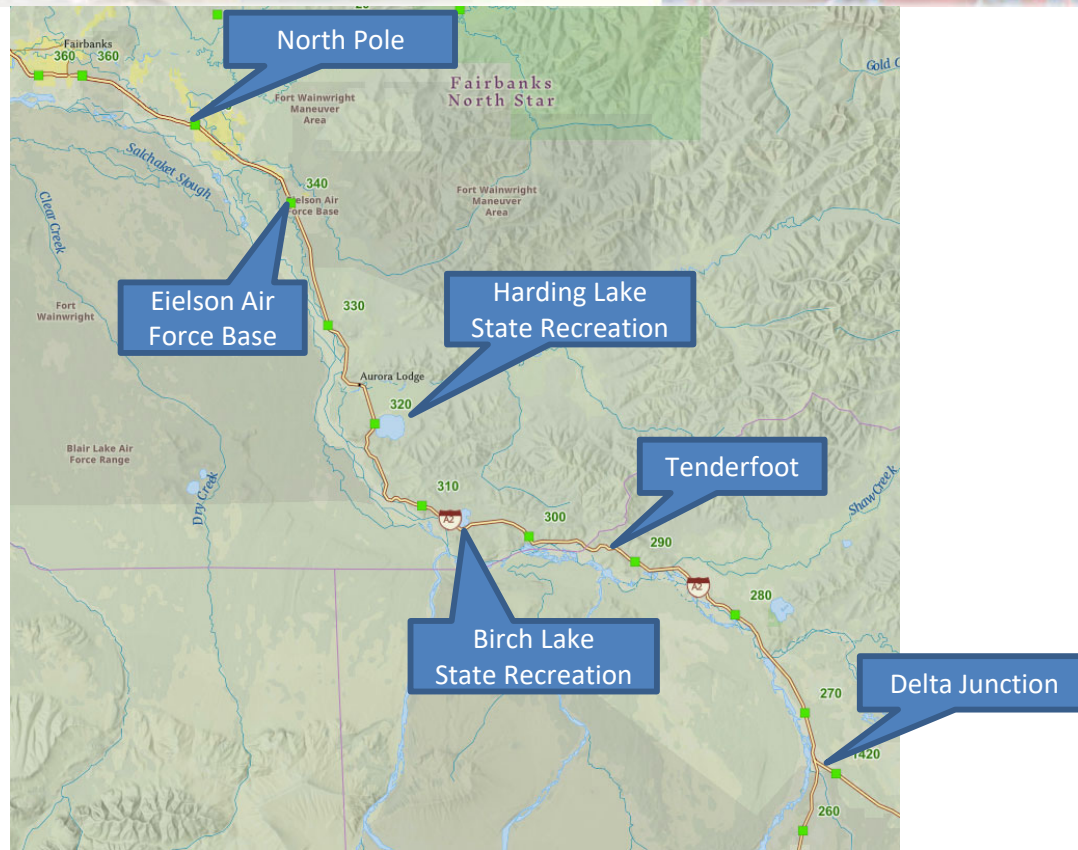 North Pole
Fairbanks
360 360
Gold C
Fairbanks
North Star
Fort Wainwright
Maneuver
Area
Salchaket Slough
Clear Creek
340
Eielson Air
Force Base
Fort Wainwright
Maneuver
Area
Eielson Air
Force Base
Harding Lake
State Recreation
Fort
Wainwright
330
Aurora Lodge
320
Blair Lake Air
Force Range
Dry Creek
Tenderfoot
Shaw Creek
310
A2
300
290
A2
280
Birch Lake
State Recreation
Delta Junction
270
1420
260